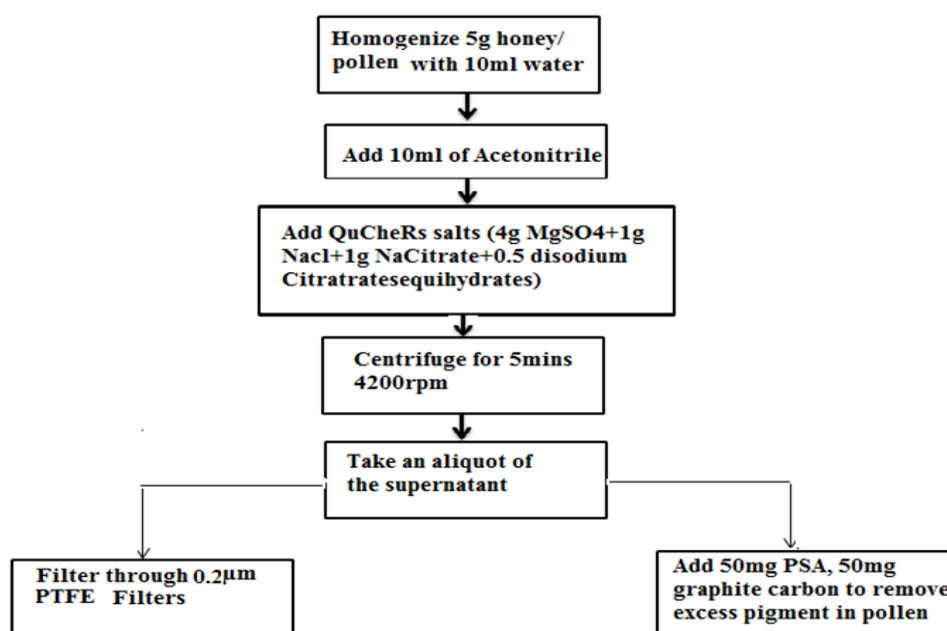 Homogenize 5g honey/
pollen with 10ml water
Add 10ml of Acetonitrile
Add QuCheRs salts (4g MgSO4+1g
Nacl+1g NaCitrate+0.5 disodium
Citratratesequihydrates)
Centrifuge for 5mins
4200rpm
Take an aliquot of
the supernatant
Filter through 0.2μm
PTFE Filters
Add 50mg PSA, 50mg
graphite carbon to remove
excess pigment in pollen